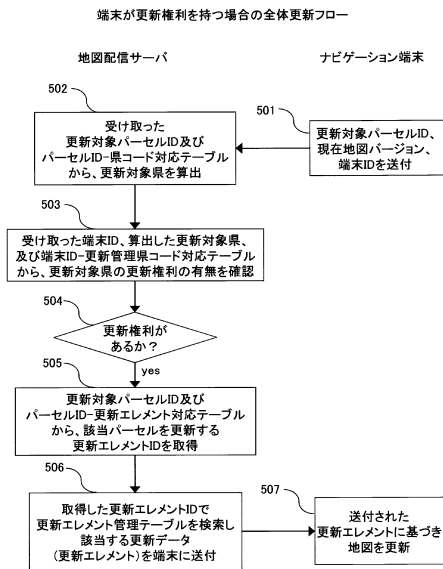 端末が更新権利を持つ場合の全体更新フロー
地図配信サーバ
ナビゲーション端末
501
更新対象パーセルID、
現在地図バージョン、
端末IDを送付
502
受け取った
更新対象パーセルID及び
パーセルID-県コード対応テーブル
から、更新対象県を算出
503
受け取った端末ID、算出した更新対象県、
及び端末ID-更新管理県コード対応テーブル
から、更新対象県の更新権利の有無を確認
504
更新権利が
あるか?
yes
505
更新対象パーセルID及び
パーセルID-更新エレメント対応テーブル
から、該当パーセルを更新する
更新エレメントIDを取得
506
取得した更新エレメントIDで
更新エレメント管理テーブルを検索し
該当する更新データ
(更新エレメント)を端末に送付
507
送付された
更新エレメントに基づき
地図を更新